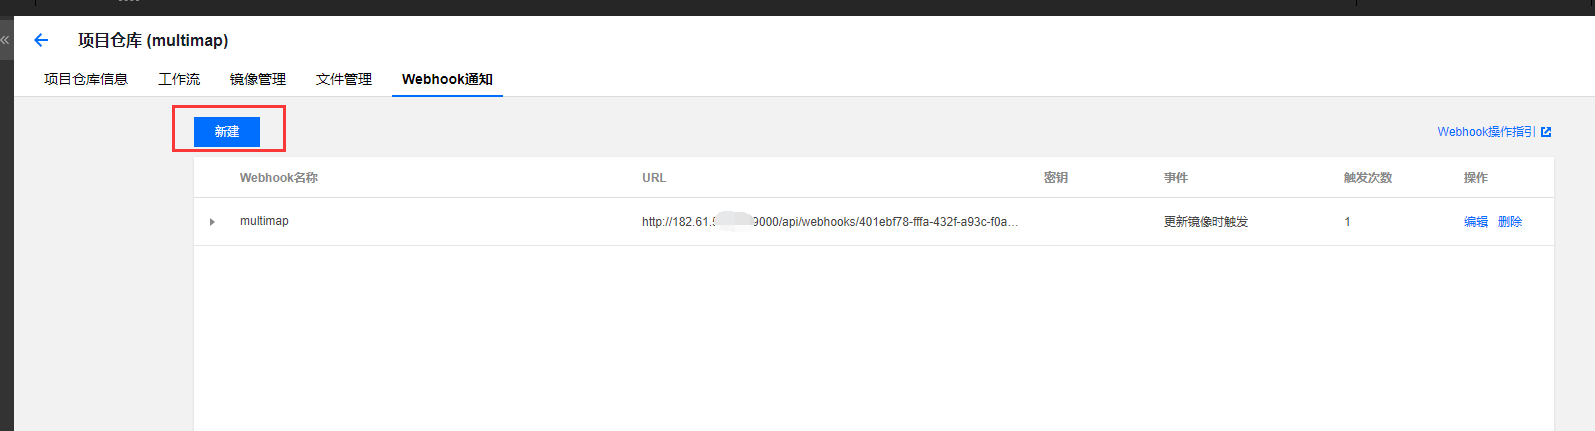 项目仓库 (multimap)
项目仓库信息 工作流 镜像管理 文件管理 Webhook通知
新建 Webhook操作指引
Webhook名称 URL 密钥 事件 触发次数 操作
multimap http://182.61. 9000/api/webhooks/401ebf78-fffa-432f-a93c-f0a... 更新镜像时触发 1 编辑 删除